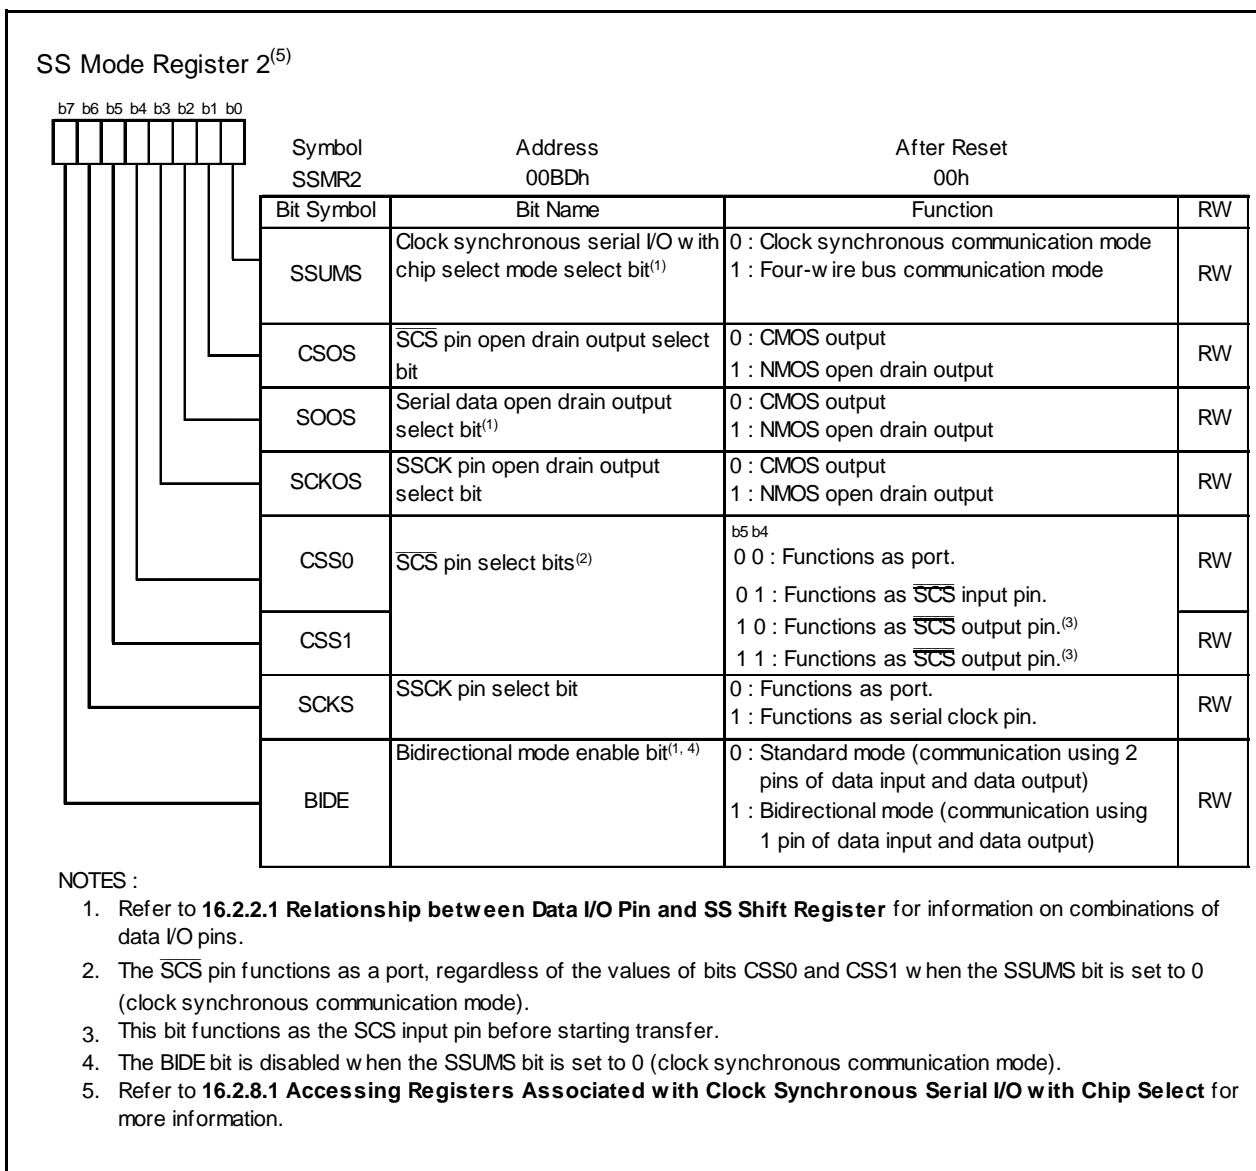 SS Mode Register 2(5)
b7 b6 b5 b4 b3 b2 b1 b0
Symbol Address After Reset
SSMR2 00BDh 00h
Bit Symbol Bit Name Function RW
SSUMS
Clock synchronous serial I/O with
chip select mode select bit(1)
0 : Clock synchronous communication mode
1 : Four-wire bus communication mode
RW
CSOS
SCS pin open drain output select
bit
0 : CMOS output
1 : NMOS open drain output
RW
SOOS
Serial data open drain output
select bit(1)
0 : CMOS output
1 : NMOS open drain output
RW
SCKOS
SSCK pin open drain output
select bit
0 : CMOS output
1 : NMOS open drain output
RW
CSS0
SCS pin select bits(2)
b5 b4
0 0 : Functions as port.
0 1 : Functions as SCS input pin.
RW
CSS1
1 0 : Functions as SCS output pin.(3)
1 1 : Functions as SCS output pin.(3)
RW
SCKS
SSCK pin select bit
0 : Functions as port.
1 : Functions as serial clock pin.
RW
BIDE
Bidirectional mode enable bit(1, 4)
0 : Standard mode (communication using 2
pins of data input and data output)
1 : Bidirectional mode (communication using
1 pin of data input and data output)
RW
NOTES :
1. Refer to 16.2.2.1 Relationship between Data I/O Pin and SS Shift Register for information on combinations of
data I/O pins.
2. The SCS pin functions as a port, regardless of the values of bits CSS0 and CSS1 when the SSUMS bit is set to 0
(clock synchronous communication mode).
3. This bit functions as the SCS input pin before starting transfer.
4. The BIDE bit is disabled when the SSUMS bit is set to 0 (clock synchronous communication mode).
5. Refer to 16.2.8.1 Accessing Registers Associated with Clock Synchronous Serial I/O with Chip Select for
more information.